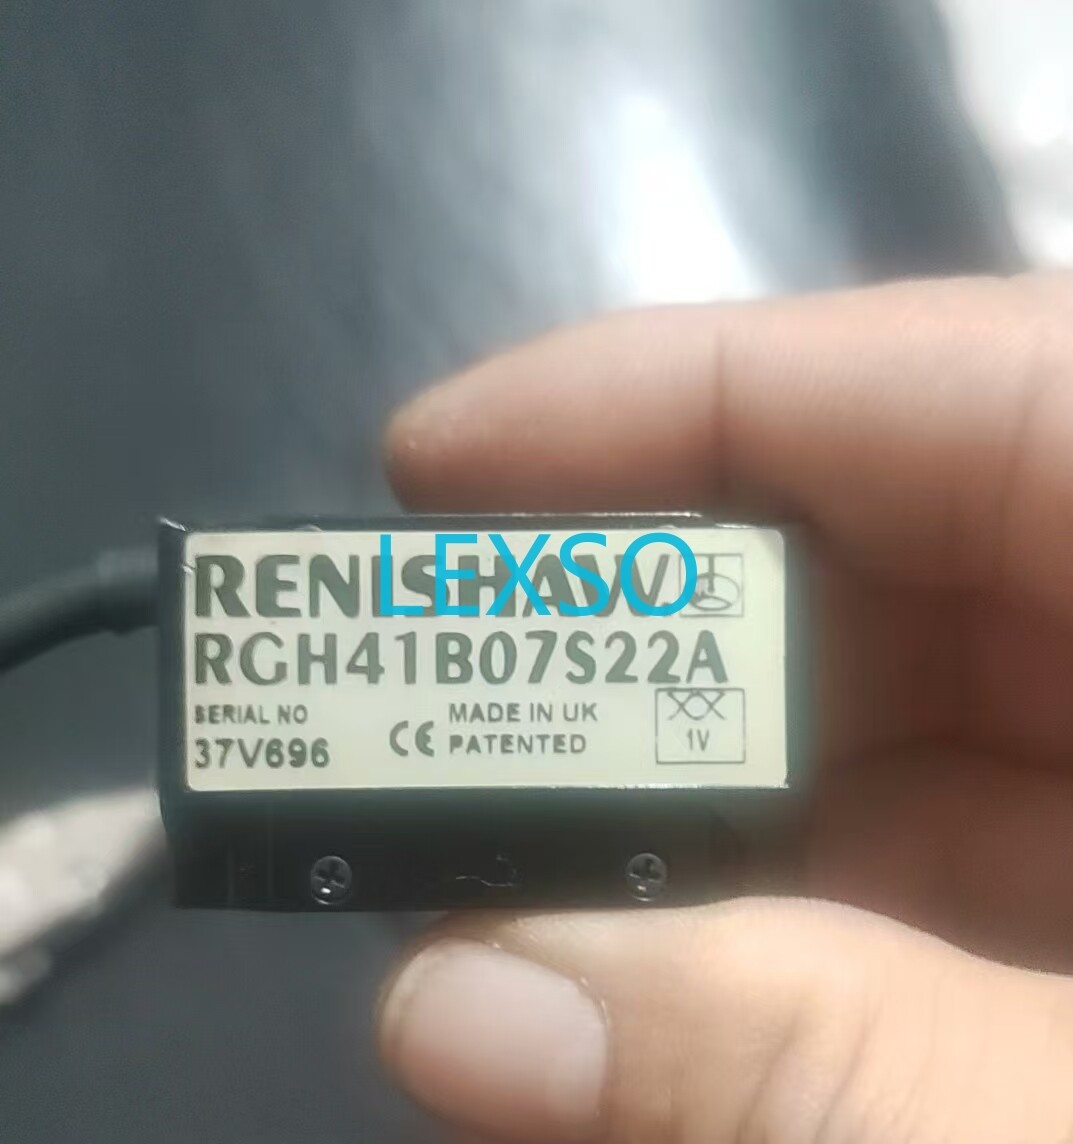 RENISHAW
LEXSO
RGH41B07S22A
SERIAL NO
37V696
CE
MADE IN UK
PATENTED
1V